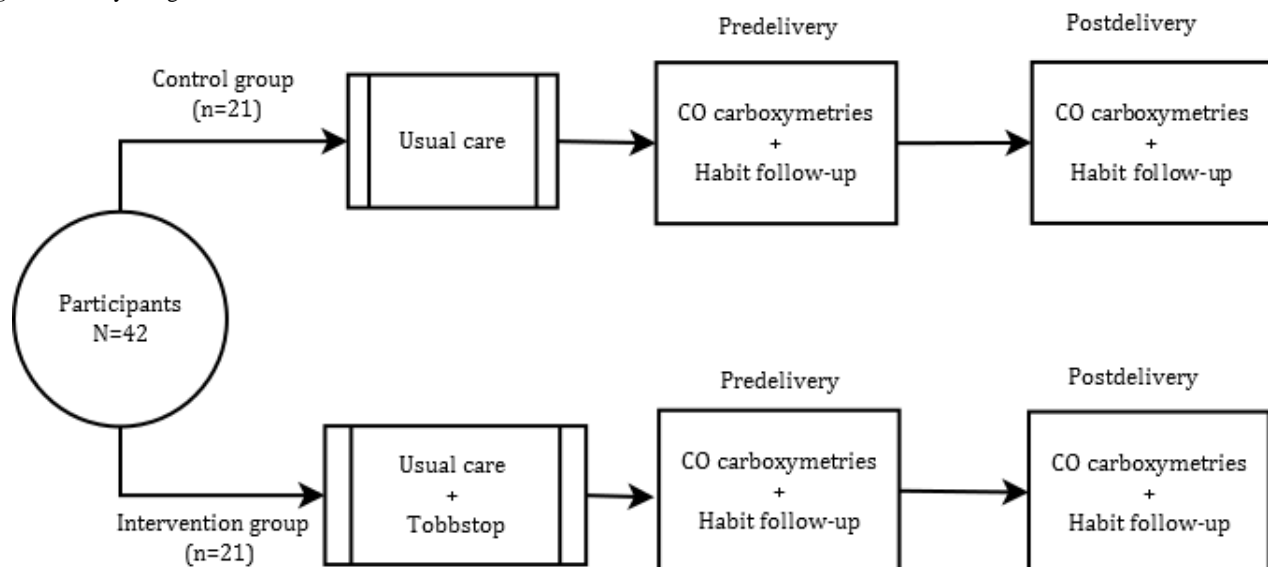 Predelivery
Postdelivery
Control group
(n=21)
Usual care
CO carboxymetries
+
Habit follow-up
CO carboxymetries
+
Habit follow-up
Participants
N=42
Predelivery
Postdelivery
Intervention group
(n=21)
Usual care
+
Tobbstop
CO carboxymetries
+
Habit follow-up
CO carboxymetries
+
Habit follow-up